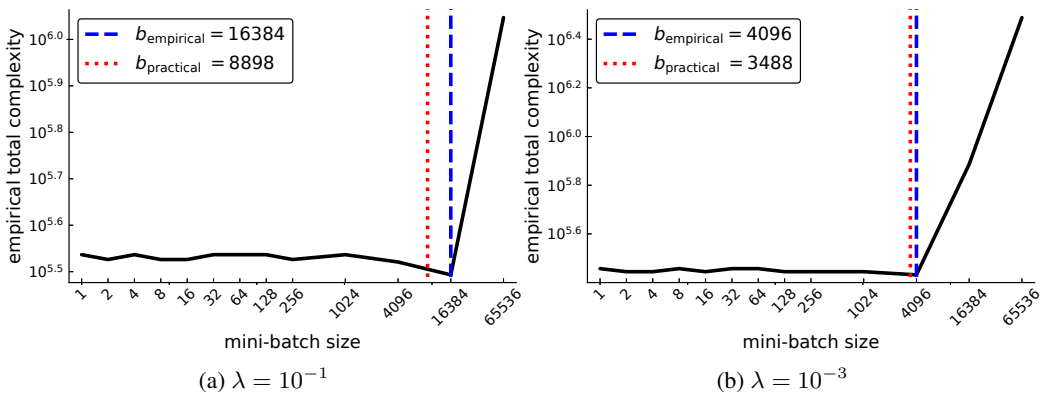 empirical total complexity
10^6.0
10^5.9
10^5.8
10^5.7
10^5.6
10^5.5
b_empirical = 16384
b_practical = 8898
1 2 4 8 16 32 64 128 256 1024 4096 16384 65536
mini-batch size
(a) λ = 10^−1
empirical total complexity
10^6.4
10^6.2
10^6.0
10^5.8
10^5.6
b_empirical = 4096
b_practical = 3488
1 2 4 8 16 32 64 128 256 1024 4096 16384 65536
mini-batch size
(b) λ = 10^−3